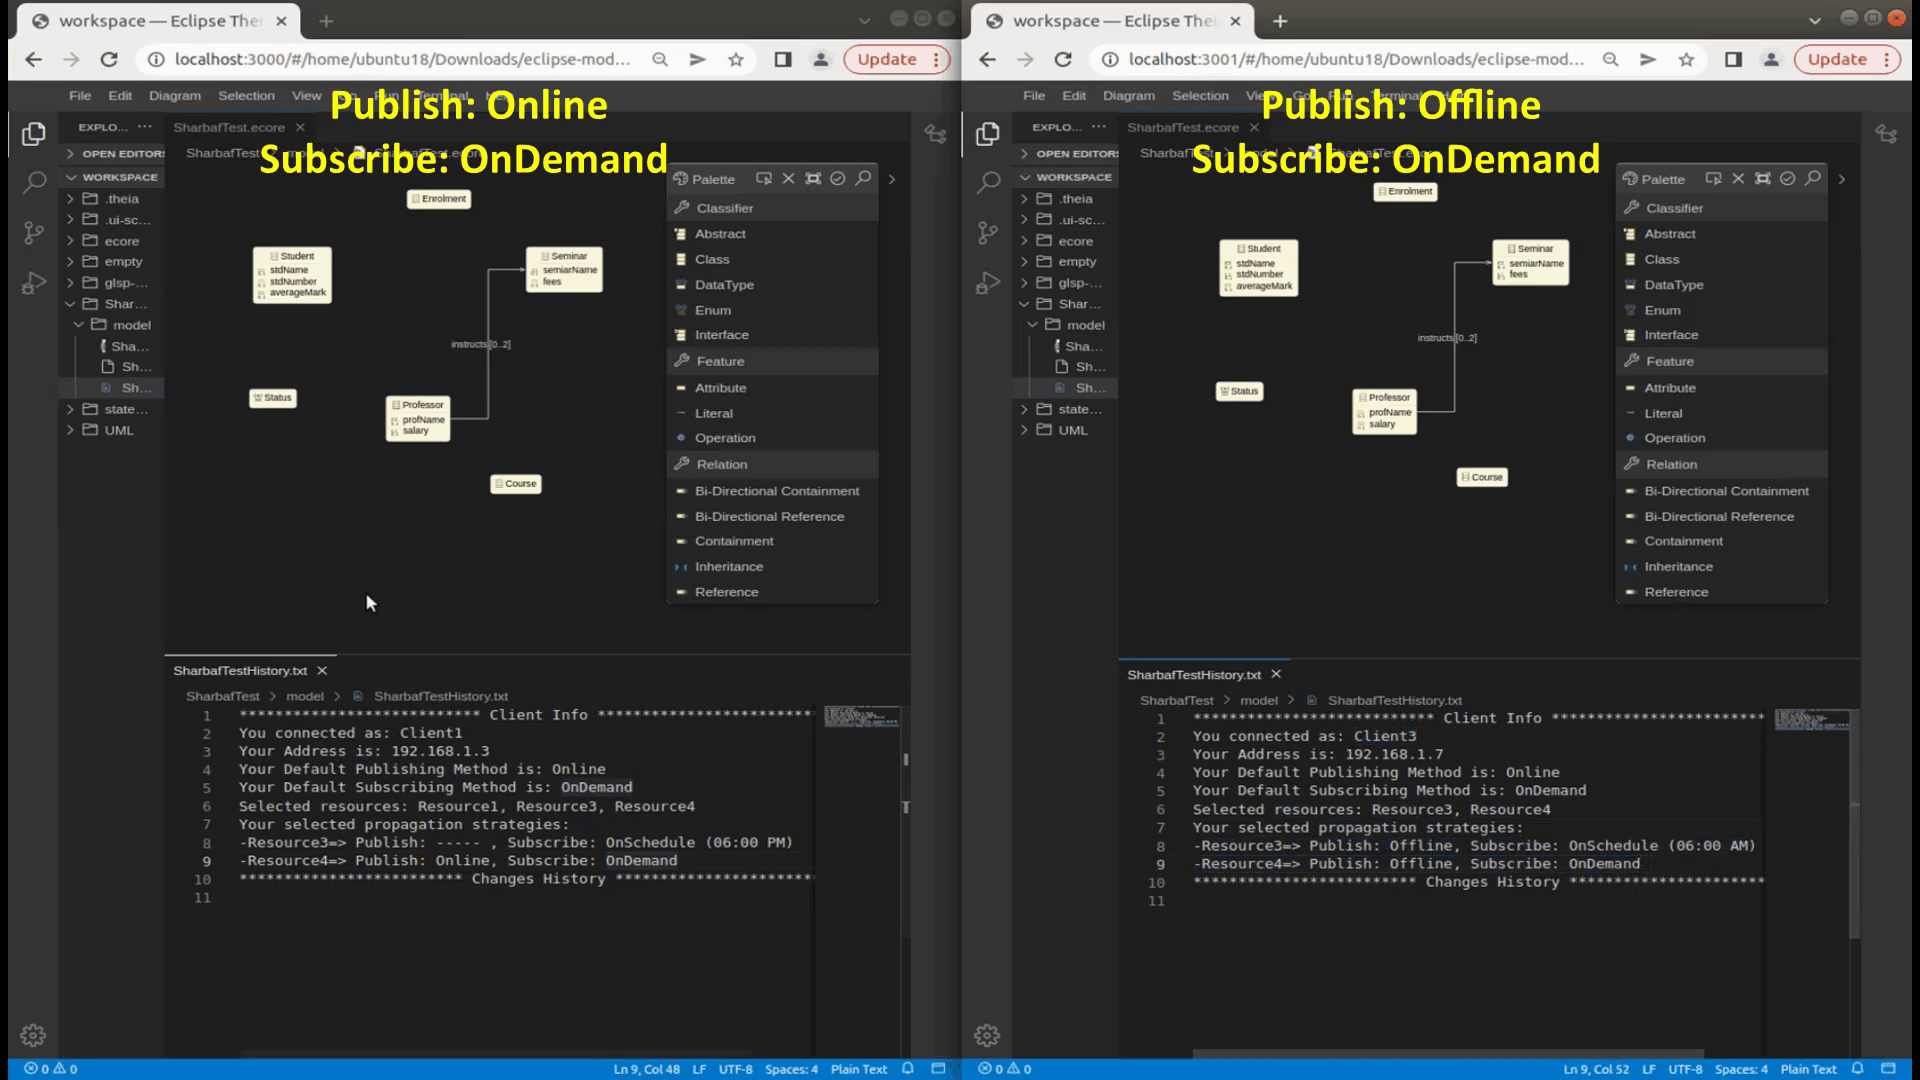 workspace — Eclipse Thei
localhost:3000/#/home/ubuntu18/Downloads/eclipse-mod...
Update
File Edit Diagram Selection View
Publish: Online
Subscribe: OnDemand
EXPLO...
SharbafTest.ecore
OPEN EDITORS
SharbafTest
WORKSPACE
.theia
.ui-sc...
ecore
empty
glsp-...
Shar...
model
Sha...
Sh...
Sh...
state...
UML
Enrolment
Student
stdName
stdNumber
averageMark
Seminar
semiarName
fees
instructs[0..2]
Status
Professor
profName
salary
Course
Palette
Classifier
Abstract
Class
DataType
Enum
Interface
Feature
Attribute
Literal
Operation
Relation
Bi-Directional Containment
Bi-Directional Reference
Containment
Inheritance
Reference
SharbafTestHistory.txt
SharbafTest > model > SharbafTestHistory.txt
1 *************************** Client Info *************************
2 You connected as: Client1
3 Your Address is: 192.168.1.3
4 Your Default Publishing Method is: Online
5 Your Default Subscribing Method is: OnDemand
6 Selected resources: Resource1, Resource3, Resource4
7 Your selected propagation strategies:
8 -Resource3=> Publish: ----- , Subscribe: OnSchedule (06:00 PM)
9 -Resource4=> Publish: Online, Subscribe: OnDemand
10 ************************* Changes History ***********************
11
0 0
Ln 9, Col 48 LF UTF-8 Spaces: 4 Plain Text
workspace — Eclipse Thei
localhost:3001/#/home/ubuntu18/Downloads/eclipse-mod...
Update
File Edit Diagram Selection
Publish: Offline
Subscribe: OnDemand
EXPLO...
SharbafTest.ecore
OPEN EDITORS
SharbafTest
WORKSPACE
.theia
.ui-sc...
ecore
empty
glsp-...
Shar...
model
Sha...
Sh...
Sh...
state...
UML
Enrolment
Student
stdName
stdNumber
averageMark
Seminar
semiarName
fees
instructs[0..2]
Status
Professor
profName
salary
Course
Palette
Classifier
Abstract
Class
DataType
Enum
Interface
Feature
Attribute
Literal
Operation
Relation
Bi-Directional Containment
Bi-Directional Reference
Containment
Inheritance
Reference
SharbafTestHistory.txt
SharbafTest > model > SharbafTestHistory.txt
1 *************************** Client Info ************************
2 You connected as: Client3
3 Your Address is: 192.168.1.7
4 Your Default Publishing Method is: Online
5 Your Default Subscribing Method is: OnDemand
6 Selected resources: Resource3, Resource4
7 Your selected propagation strategies:
8 -Resource3=> Publish: Offline, Subscribe: OnSchedule (06:00 AM)
9 -Resource4=> Publish: Offline, Subscribe: OnDemand
10 ************************* Changes History **********************
11
0 0
Ln 9, Col 52 LF UTF-8 Spaces: 4 Plain Text